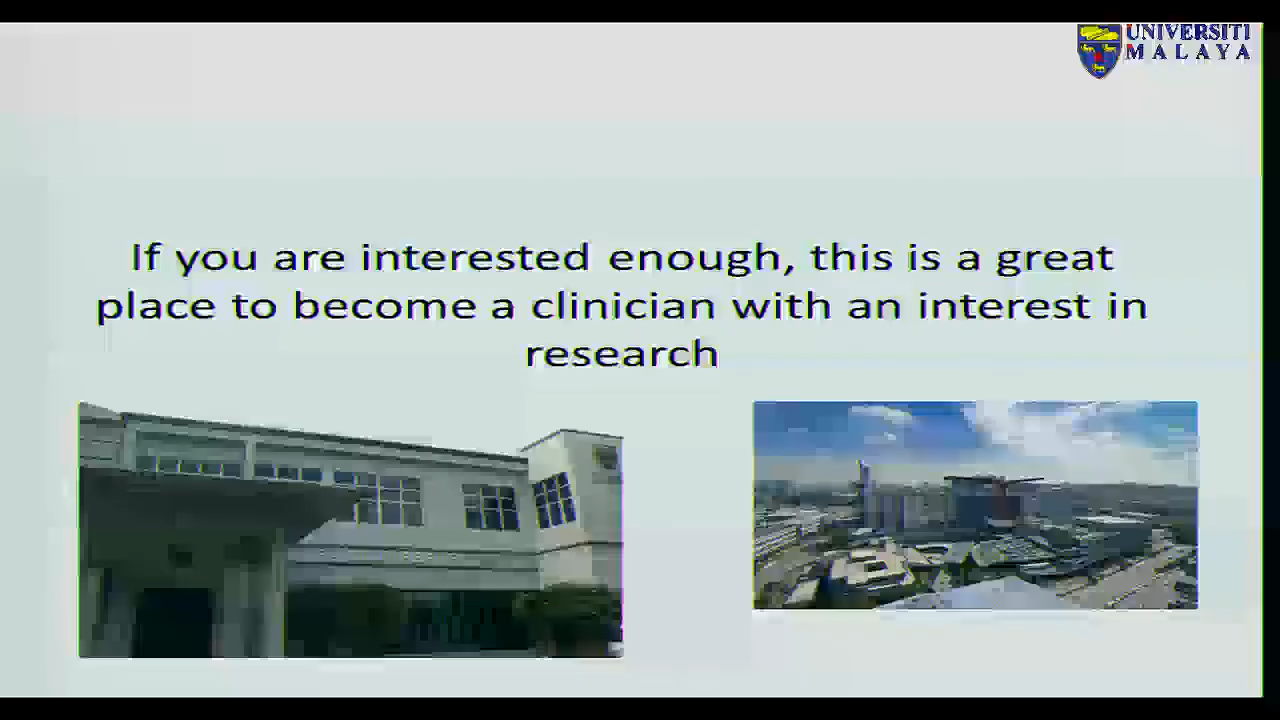 UNIVERSITI
MALAYA
If you are interested enough, this is a great
place to become a clinician with an interest in
research